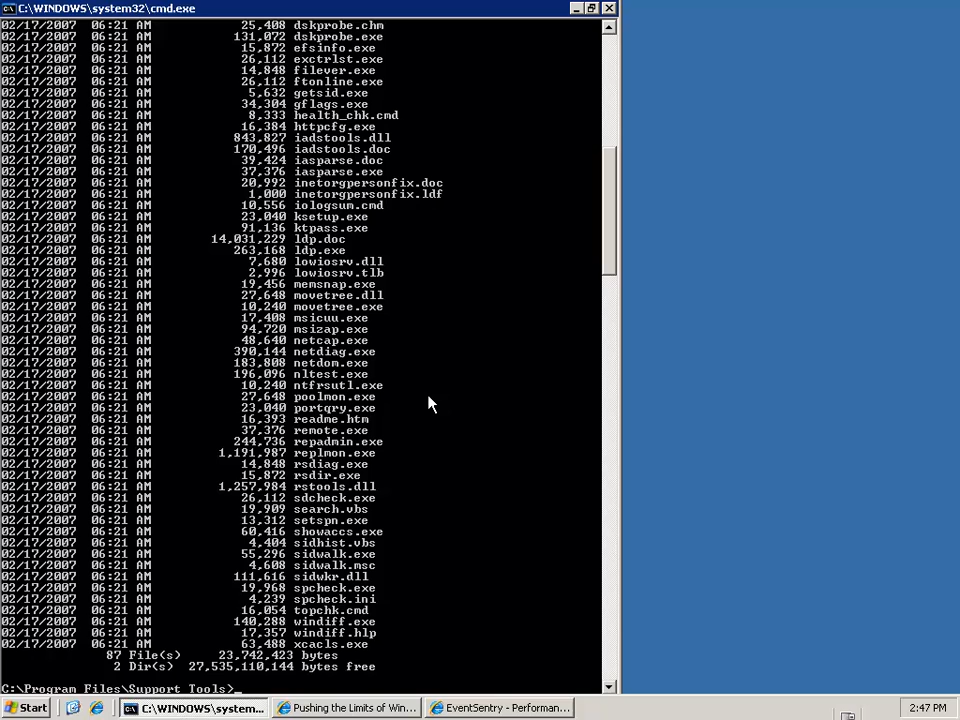 C:\WINDOWS\system32\cmd.exe
02/17/2007  06:21 AM            25,408 dskprobe.chm
02/17/2007  06:21 AM           131,072 dskprobe.exe
02/17/2007  06:21 AM            15,872 efsinfo.exe
02/17/2007  06:21 AM            26,112 exctrlst.exe
02/17/2007  06:21 AM            14,848 filever.exe
02/17/2007  06:21 AM            26,112 ftonline.exe
02/17/2007  06:21 AM             5,632 getsid.exe
02/17/2007  06:21 AM            34,304 gflags.exe
02/17/2007  06:21 AM             8,333 health_chk.cmd
02/17/2007  06:21 AM            16,384 httpcfg.exe
02/17/2007  06:21 AM           843,827 iadstools.dll
02/17/2007  06:21 AM           170,496 iadstools.doc
02/17/2007  06:21 AM            39,424 iasparse.doc
02/17/2007  06:21 AM            37,376 iasparse.exe
02/17/2007  06:21 AM            20,992 inetorgpersonfix.doc
02/17/2007  06:21 AM             1,000 inetorgpersonfix.ldf
02/17/2007  06:21 AM            10,556 iologsum.cmd
02/17/2007  06:21 AM            23,040 ksetup.exe
02/17/2007  06:21 AM            91,136 ktpass.exe
02/17/2007  06:21 AM        14,031,229 ldp.doc
02/17/2007  06:21 AM           263,168 ldp.exe
02/17/2007  06:21 AM             7,680 lowiosrv.dll
02/17/2007  06:21 AM             2,996 lowiosrv.tlb
02/17/2007  06:21 AM            19,456 memsnap.exe
02/17/2007  06:21 AM            27,648 movetree.dll
02/17/2007  06:21 AM            10,240 movetree.exe
02/17/2007  06:21 AM            17,408 msicuu.exe
02/17/2007  06:21 AM            94,720 msizap.exe
02/17/2007  06:21 AM            48,640 netcap.exe
02/17/2007  06:21 AM           390,144 netdiag.exe
02/17/2007  06:21 AM           183,808 netdom.exe
02/17/2007  06:21 AM           196,096 nltest.exe
02/17/2007  06:21 AM            10,240 ntfrsutl.exe
02/17/2007  06:21 AM            27,648 poolmon.exe
02/17/2007  06:21 AM            23,040 portqry.exe
02/17/2007  06:21 AM            16,393 readme.htm
02/17/2007  06:21 AM            37,376 remote.exe
02/17/2007  06:21 AM           244,736 repadmin.exe
02/17/2007  06:21 AM         1,191,987 replmon.exe
02/17/2007  06:21 AM            14,848 rsdiag.exe
02/17/2007  06:21 AM            15,872 rsdir.exe
02/17/2007  06:21 AM         1,257,984 rstools.dll
02/17/2007  06:21 AM            26,112 sdcheck.exe
02/17/2007  06:21 AM            19,909 search.vbs
02/17/2007  06:21 AM            13,312 setspn.exe
02/17/2007  06:21 AM            60,416 showaccs.exe
02/17/2007  06:21 AM             4,404 sidhist.vbs
02/17/2007  06:21 AM            55,296 sidwalk.exe
02/17/2007  06:21 AM             4,608 sidwalk.msc
02/17/2007  06:21 AM           111,616 sidwkr.dll
02/17/2007  06:21 AM            19,968 spcheck.exe
02/17/2007  06:21 AM             4,239 spcheck.ini
02/17/2007  06:21 AM            16,054 topchk.cmd
02/17/2007  06:21 AM           140,288 windiff.exe
02/17/2007  06:21 AM            17,357 windiff.hlp
02/17/2007  06:21 AM            63,488 xcacls.exe
87 File(s)     23,742,423 bytes
2 Dir(s)  27,535,110,144 bytes free
C:\Program Files\Support Tools>_
Start C:\WINDOWS\system... Pushing the Limits of Win... EventSentry - Performan... 2:47 PM